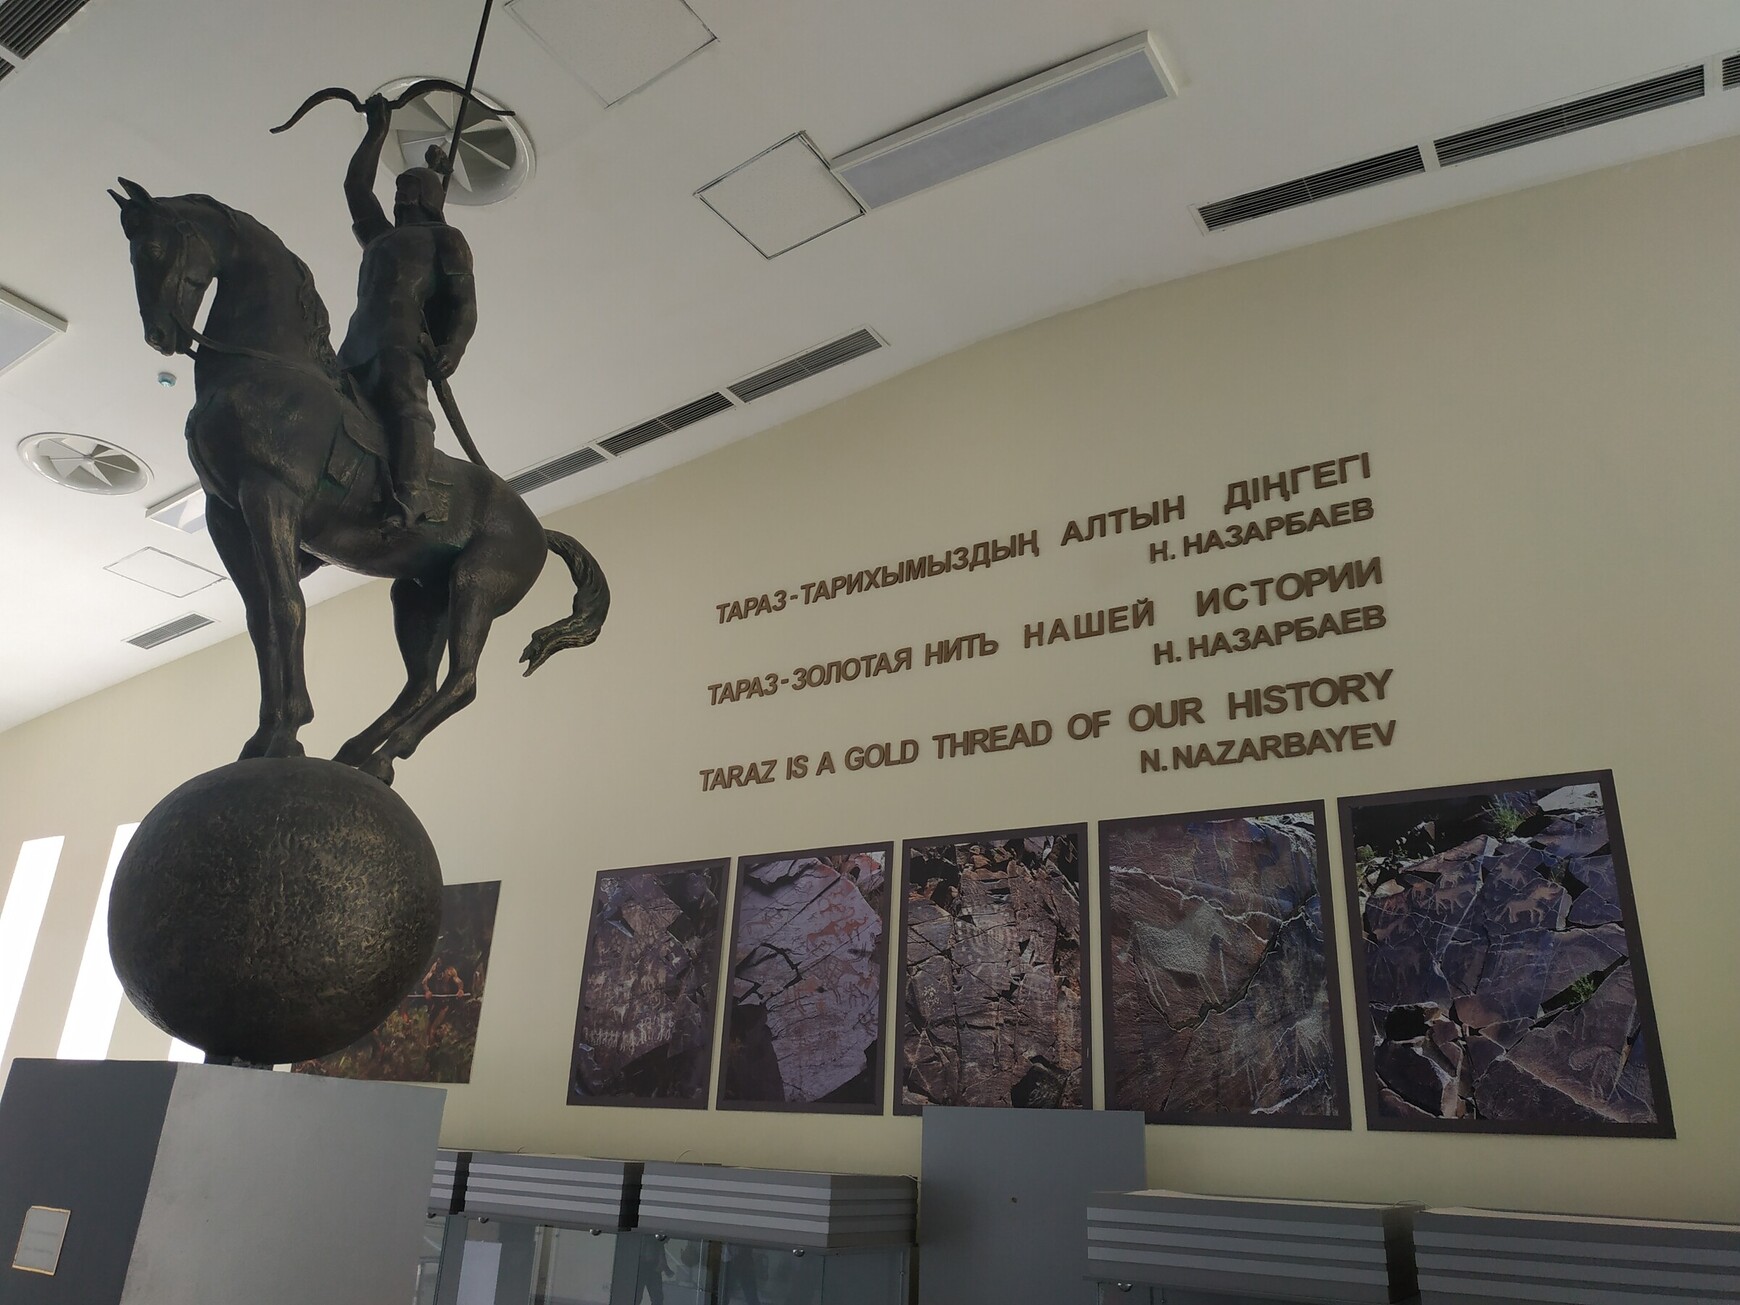 ТАРАЗ-ТАРИХЫМЫЗДЫҢ АЛТЫН ДІҢГЕГІ
Н. НАЗАРБАЕВ
ТАРАЗ-ЗОЛОТАЯ НИТЬ НАШЕЙ ИСТОРИИ
Н. НАЗАРБАЕВ
TARAZ IS A GOLD THREAD OF OUR HISTORY
N. NAZARBAYEV